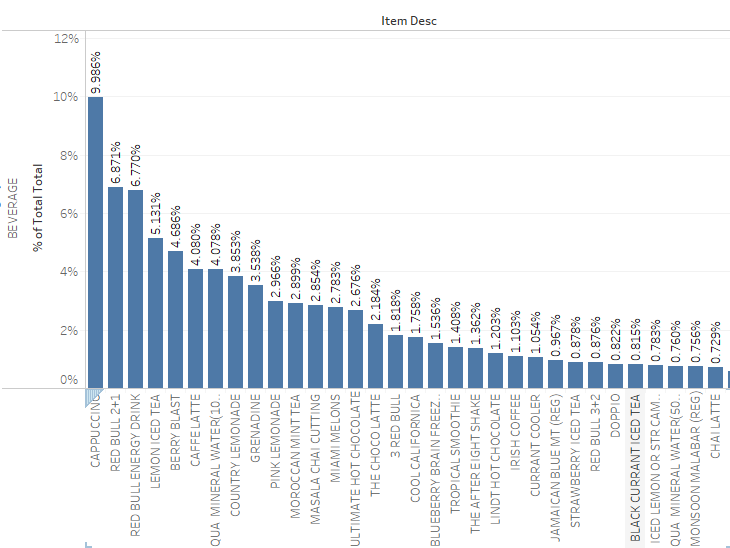 Item Desc
BEVERAGE
% of Total Total
12%
10%
8%
6%
4%
2%
0%
9.986%
6.871%
6.770%
5.131%
4.686%
4.080%
4.078%
3.853%
3.538%
2.966%
2.899%
2.854%
2.783%
2.676%
2.184%
1.818%
1.758%
1.536%
1.408%
1.362%
1.203%
1.103%
1.054%
0.967%
0.878%
0.876%
0.822%
0.815%
0.783%
0.760%
0.756%
0.729%
CAPPUCCINO
RED BULL 2+1
RED BULL ENERGY DRINK
LEMON ICED TEA
BERRY BLAST
CAFFE LATTE
QUA MINERAL WATER(10..
COUNTRY LEMONADE
GRENADINE
PINK LEMONADE
MOROCCAN MINT TEA
MASALA CHAI CUTTING
MIAMI MELONS
ULTIMATE HOT CHOCOLATE
THE CHOCO LATTE
3 RED BULL
COOL CALIFORNICA
BLUEBERRY BRAIN FREEZ..
TROPICAL SMOOTHIE
THE AFTER EIGHT SHAKE
LINDT HOT CHOCOLATE
IRISH COFFEE
CURRANT COOLER
JAMAICAN BLUE MT (REG)
STRAWBERRY ICED TEA
RED BULL 3+2
DOPPIO
BLACK CURRANT ICED TEA
ICED LEMON OR STR CAM..
QUA MINERAL WATER(50..
MONSOON MALABAR (REG)
CHAI LATTE